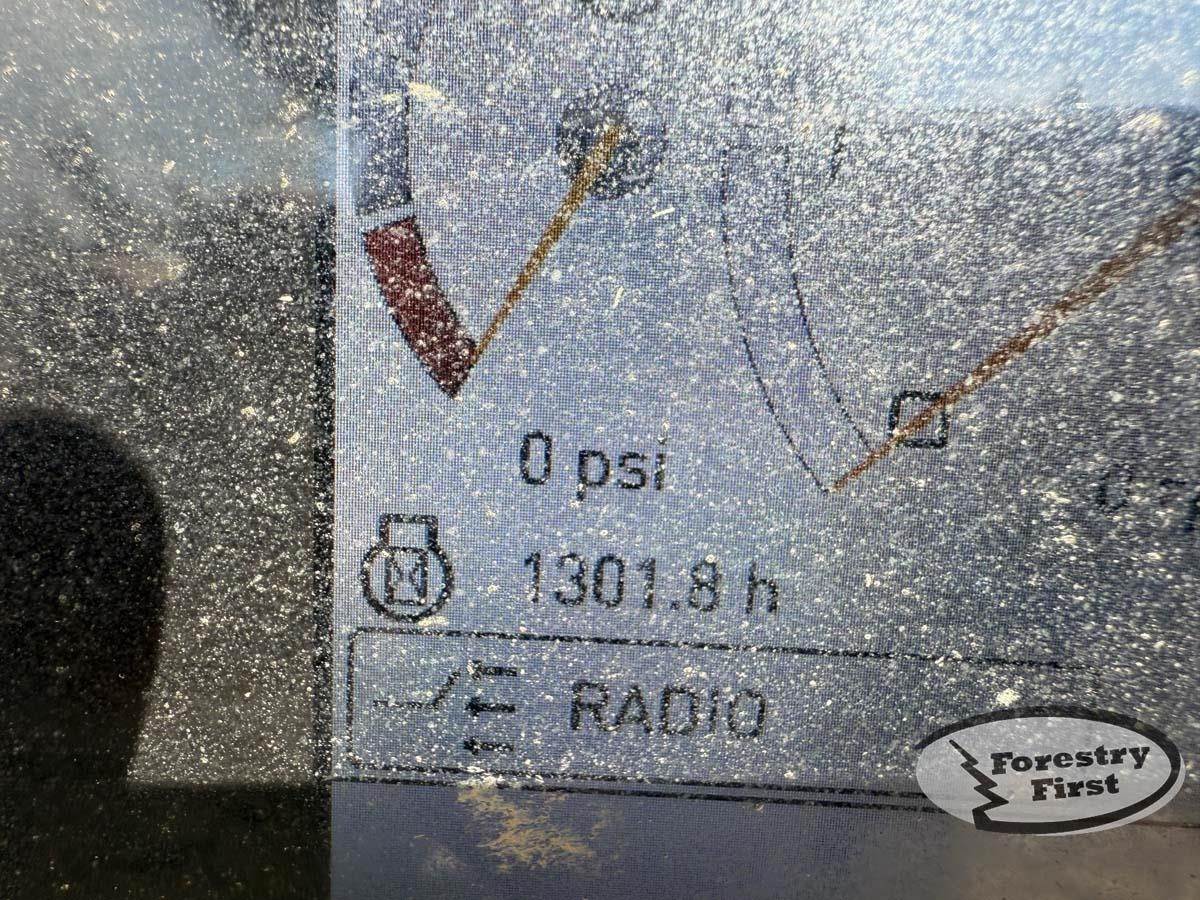 0 psi
1301.8 h
RADIO
Forestry
First